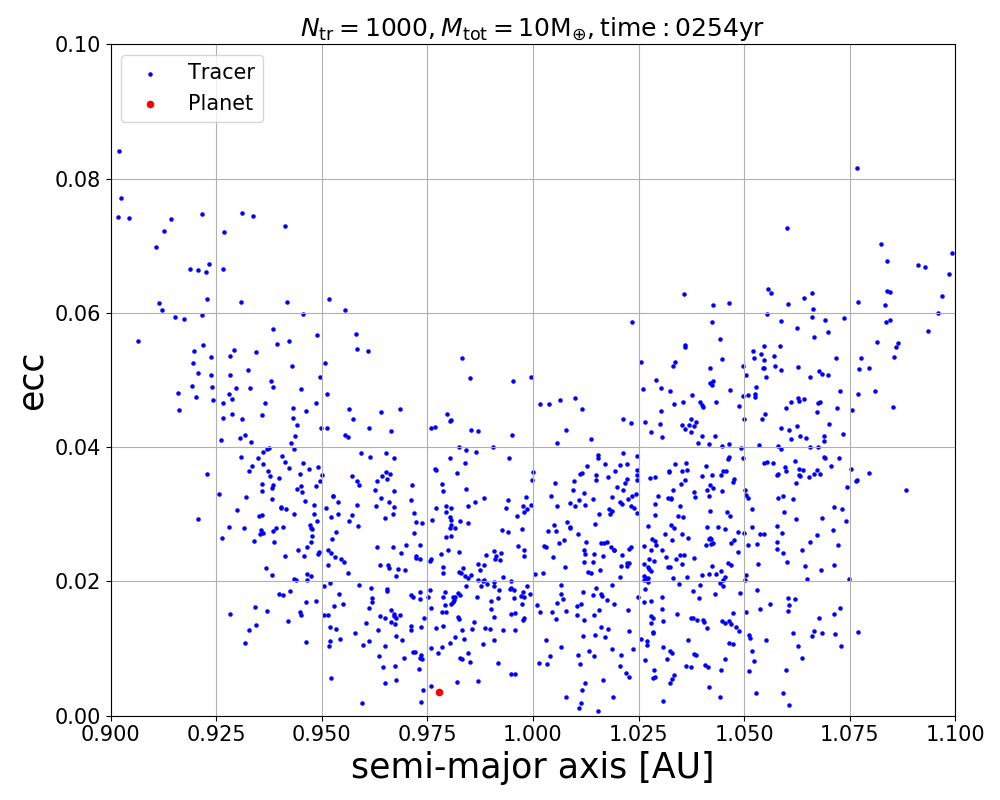 N_tr = 1000, M_tot = 10M_⊕, time : 0254yr
Tracer
Planet
ecc
0.10
0.08
0.06
0.04
0.02
0.00
0.900 0.925 0.950 0.975 1.000 1.025 1.050 1.075 1.100
semi-major axis [AU]